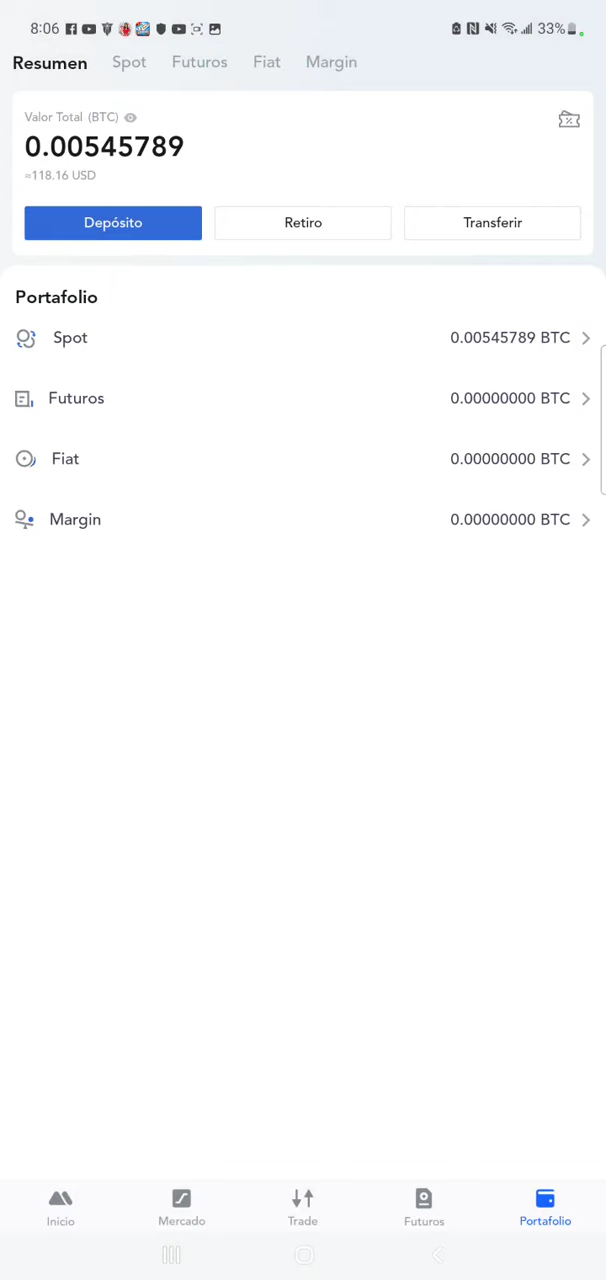 8:06 33%
Resumen Spot Futuros Fiat Margin
Valor Total (BTC)
0.00545789
≈118.16 USD
Depósito Retiro Transferir
Portafolio
Spot 0.00545789 BTC
Futuros 0.00000000 BTC
Fiat 0.00000000 BTC
Margin 0.00000000 BTC
Inicio Mercado Trade Futuros Portafolio